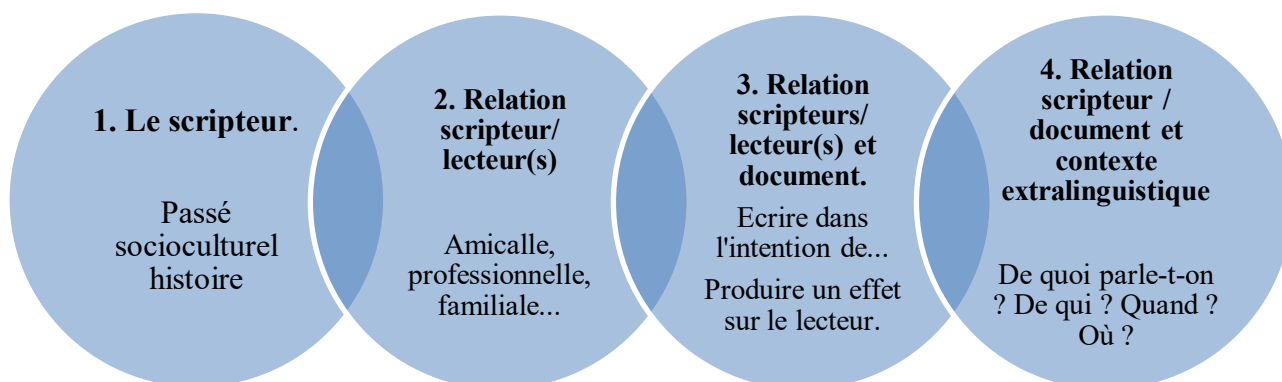 1. Le scripteur.
Passé
socioculturel
histoire
2. Relation
scripteur/
lecteur(s)
Amicalle,
professionnelle,
familiale...
3. Relation
scripteurs/
lecteur(s) et
document.
Ecrire dans
l'intention de...
Produire un effet
sur le lecteur.
4. Relation
scripteur /
document et
contexte
extralinguistique
De quoi parle-t-on
? De qui ? Quand ?
Où ?